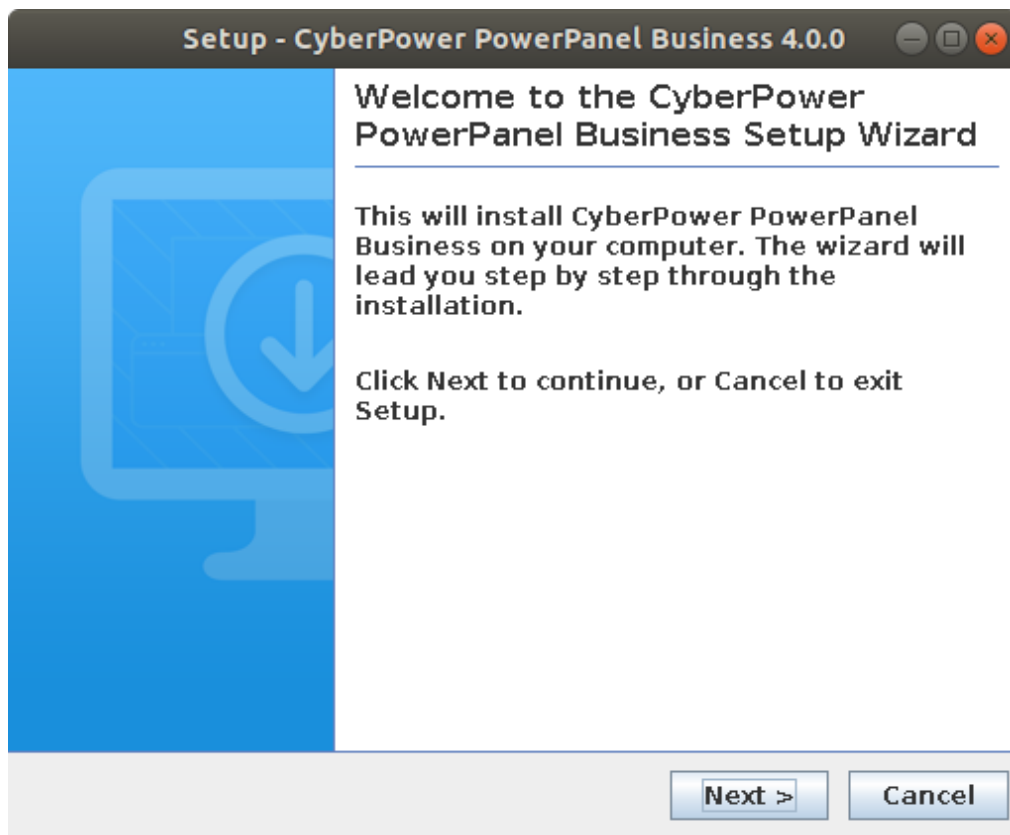 Setup - CyberPower PowerPanel Business 4.0.0
Welcome to the CyberPower
PowerPanel Business Setup Wizard
This will install CyberPower PowerPanel
Business on your computer. The wizard will
lead you step by step through the
installation.
Click Next to continue, or Cancel to exit
Setup.
Next >
Cancel